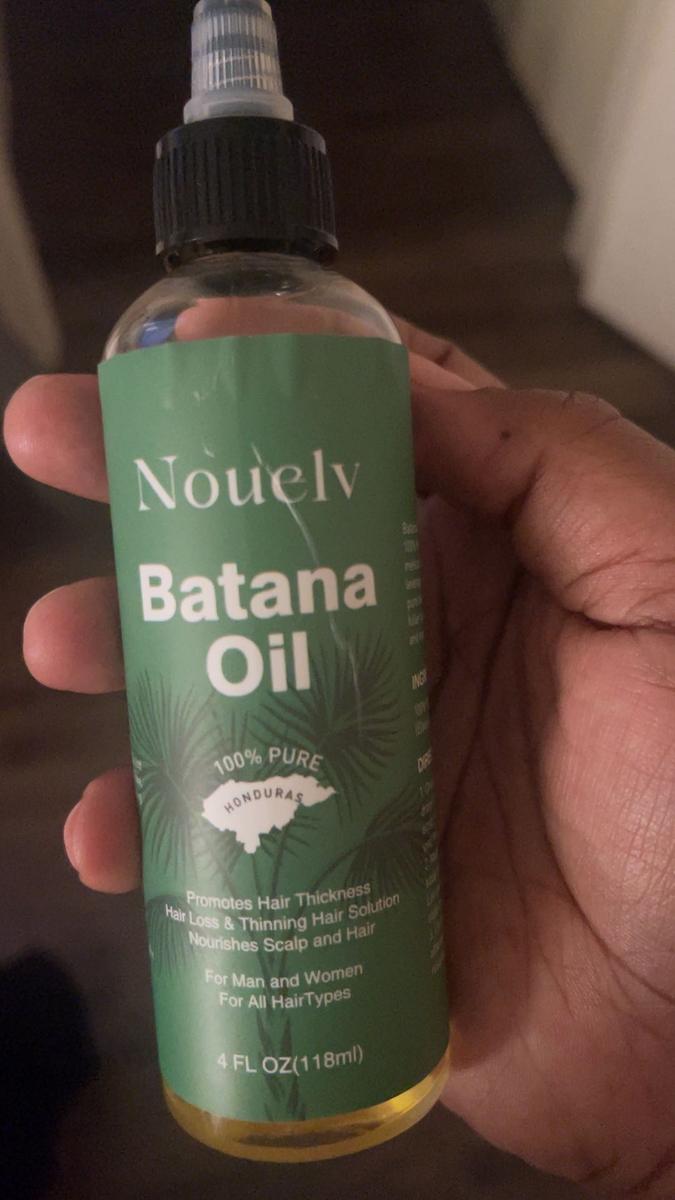 Nouelv
Batana
Oil
100% PURE
HONDURAS
Promotes Hair Thickness
Hair Loss & Thinning Hair Solution
Nourishes Scalp and Hair
For Man and Women
For All HairTypes
4 FL OZ(118ml)